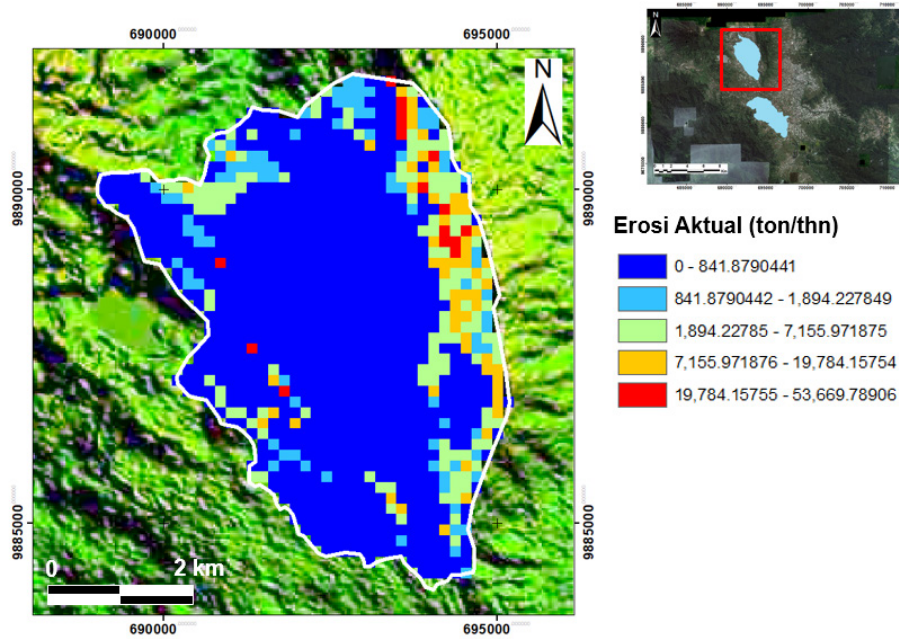 690000
695000
N
9890000
9890000
9885000
9885000
0
2 km
690000
695000
N
Erosi Aktual (ton/thn)
0 - 841.8790441
841.8790442 - 1,894.227849
1,894.22785 - 7,155.971875
7,155.971876 - 19,784.15754
19,784.15755 - 53,669.78906